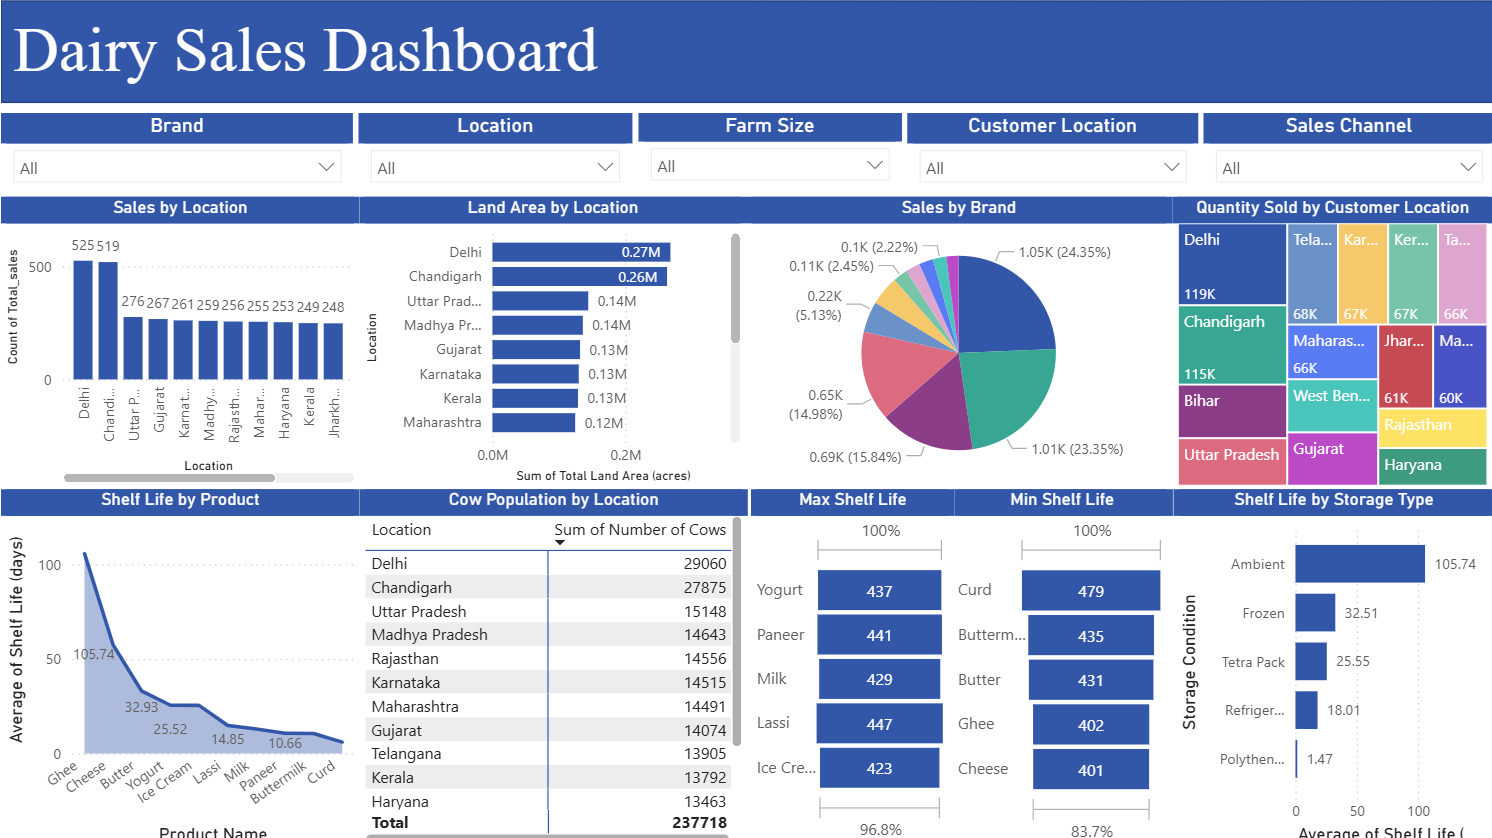 Dairy Sales Dashboard
Brand
Location
Farm Size
Customer Location
Sales Channel
All
All
All
All
All
Sales by Location
Count of Total_sales
500
0
525
519
276
267
261
259
256
255
253
249
248
Delhi
Chandi...
Uttar P...
Gujarat
Karnat...
Madhy...
Rajasth...
Mahar...
Haryana
Kerala
Jharkh...
Location
Land Area by Location
Location
Delhi 0.27M
Chandigarh 0.26M
Uttar Prad... 0.14M
Madhya Pr... 0.14M
Gujarat 0.13M
Karnataka 0.13M
Kerala 0.13M
Maharashtra 0.12M
0.0M 0.2M
Sum of Total Land Area (acres)
Sales by Brand
0.1K (2.22%)
1.05K (24.35%)
0.11K (2.45%)
0.22K
(5.13%)
0.65K
(14.98%)
0.69K (15.84%)
1.01K (23.35%)
Quantity Sold by Customer Location
Delhi
119K
Chandigarh
115K
Bihar
Uttar Pradesh
Tela...
68K
Kar...
67K
Ker...
67K
Ta...
66K
Maharas...
66K
West Ben...
Gujarat
Jhar...
61K
Ma...
60K
Rajasthan
Haryana
Shelf Life by Product
Average of Shelf Life (days)
100
50
0
105.74
32.93
25.52
14.85
10.66
Ghee
Cheese
Butter
Yogurt
Ice Cream
Lassi
Milk
Paneer
Buttermilk
Curd
Product Name
Cow Population by Location
Location Sum of Number of Cows
Delhi 29060
Chandigarh 27875
Uttar Pradesh 15148
Madhya Pradesh 14643
Rajasthan 14556
Karnataka 14515
Maharashtra 14491
Gujarat 14074
Telangana 13905
Kerala 13792
Haryana 13463
Total 237718
Max Shelf Life
100%
Yogurt 437
Paneer 441
Milk 429
Lassi 447
Ice Cre... 423
96.8%
Min Shelf Life
100%
Curd 479
Butterm... 435
Butter 431
Ghee 402
Cheese 401
83.7%
Shelf Life by Storage Type
Storage Condition
Ambient 105.74
Frozen 32.51
Tetra Pack 25.55
Refriger... 18.01
Polythen... 1.47
0 50 100
Average of Shelf Life (